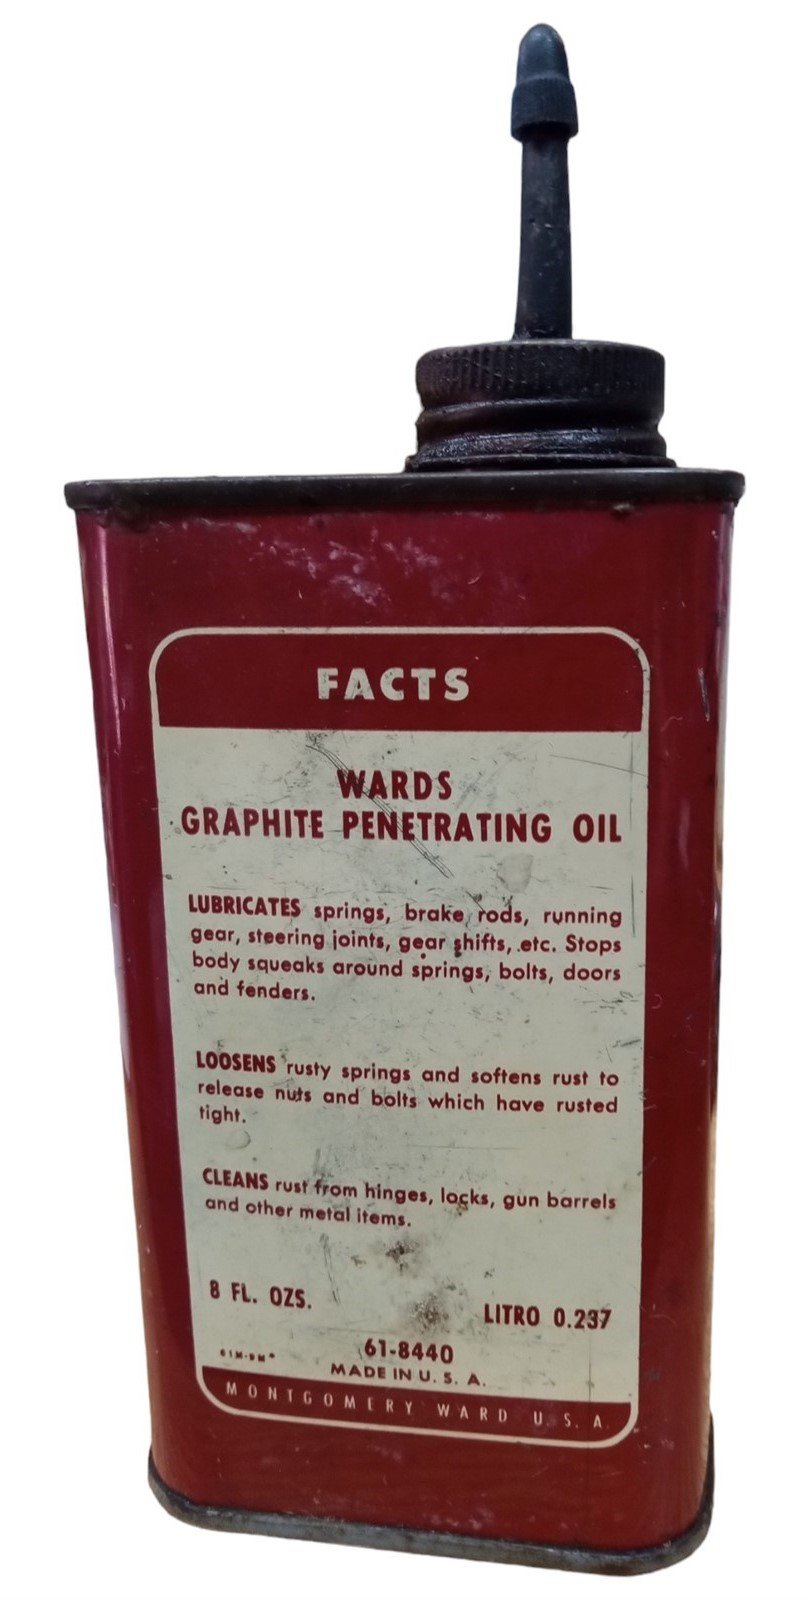 FACTS
WARDS
GRAPHITE PENETRATING OIL
LUBRICATES springs, brake rods, running
gear, steering joints, gear shifts, etc. Stops
body squeaks around springs, bolts, doors
and fenders.
LOOSENS rusty springs and softens rust to
release nuts and bolts which have rusted
tight.
CLEANS rust from hinges, locks, gun barrels
and other metal items.
8 FL. OZS.
LITRO 0.237
61-8440
MADE IN U. S. A.
MONTGOMERY WARD U. S. A